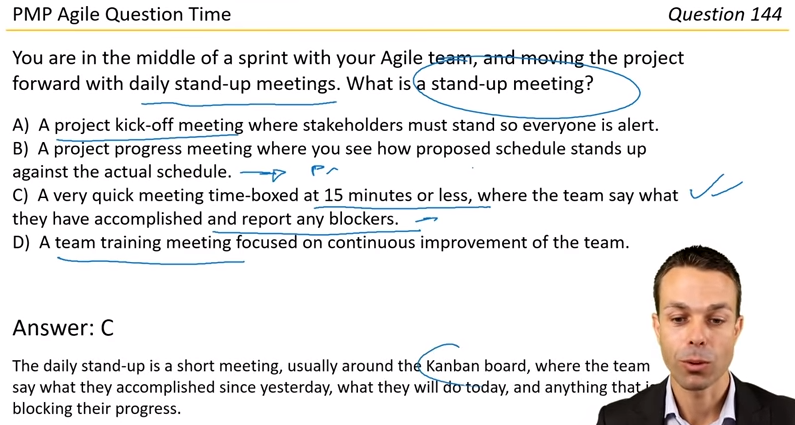 PMP Agile Question Time
Question 144
You are in the middle of a sprint with your Agile team, and moving the project
forward with daily stand-up meetings. What is a stand-up meeting?
A) A project kick-off meeting where stakeholders must stand so everyone is alert.
B) A project progress meeting where you see how proposed schedule stands up
against the actual schedule.
C) A very quick meeting time-boxed at 15 minutes or less, where the team say what
they have accomplished and report any blockers.
D) A team training meeting focused on continuous improvement of the team.
Answer: C
The daily stand-up is a short meeting, usually around the Kanban board, where the team
say what they accomplished since yesterday, what they will do today, and anything that is
blocking their progress.